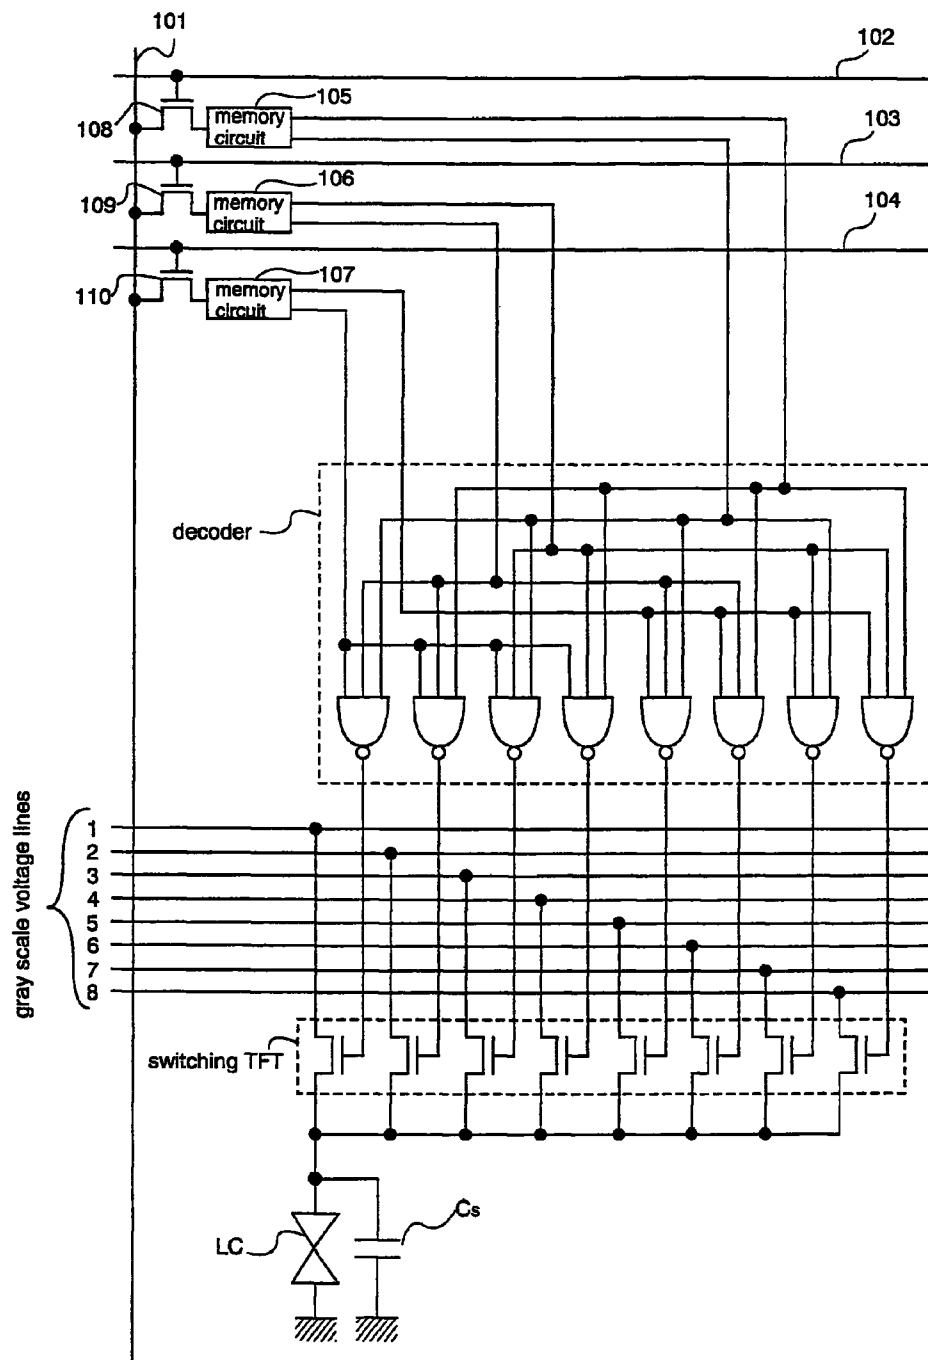 101
102
105
memory
circuit
108
103
106
memory
circuit
109
104
107
memory
circuit
110
decoder
gray scale voltage lines
1
2
3
4
5
6
7
8
switching TFT
Cs
LC